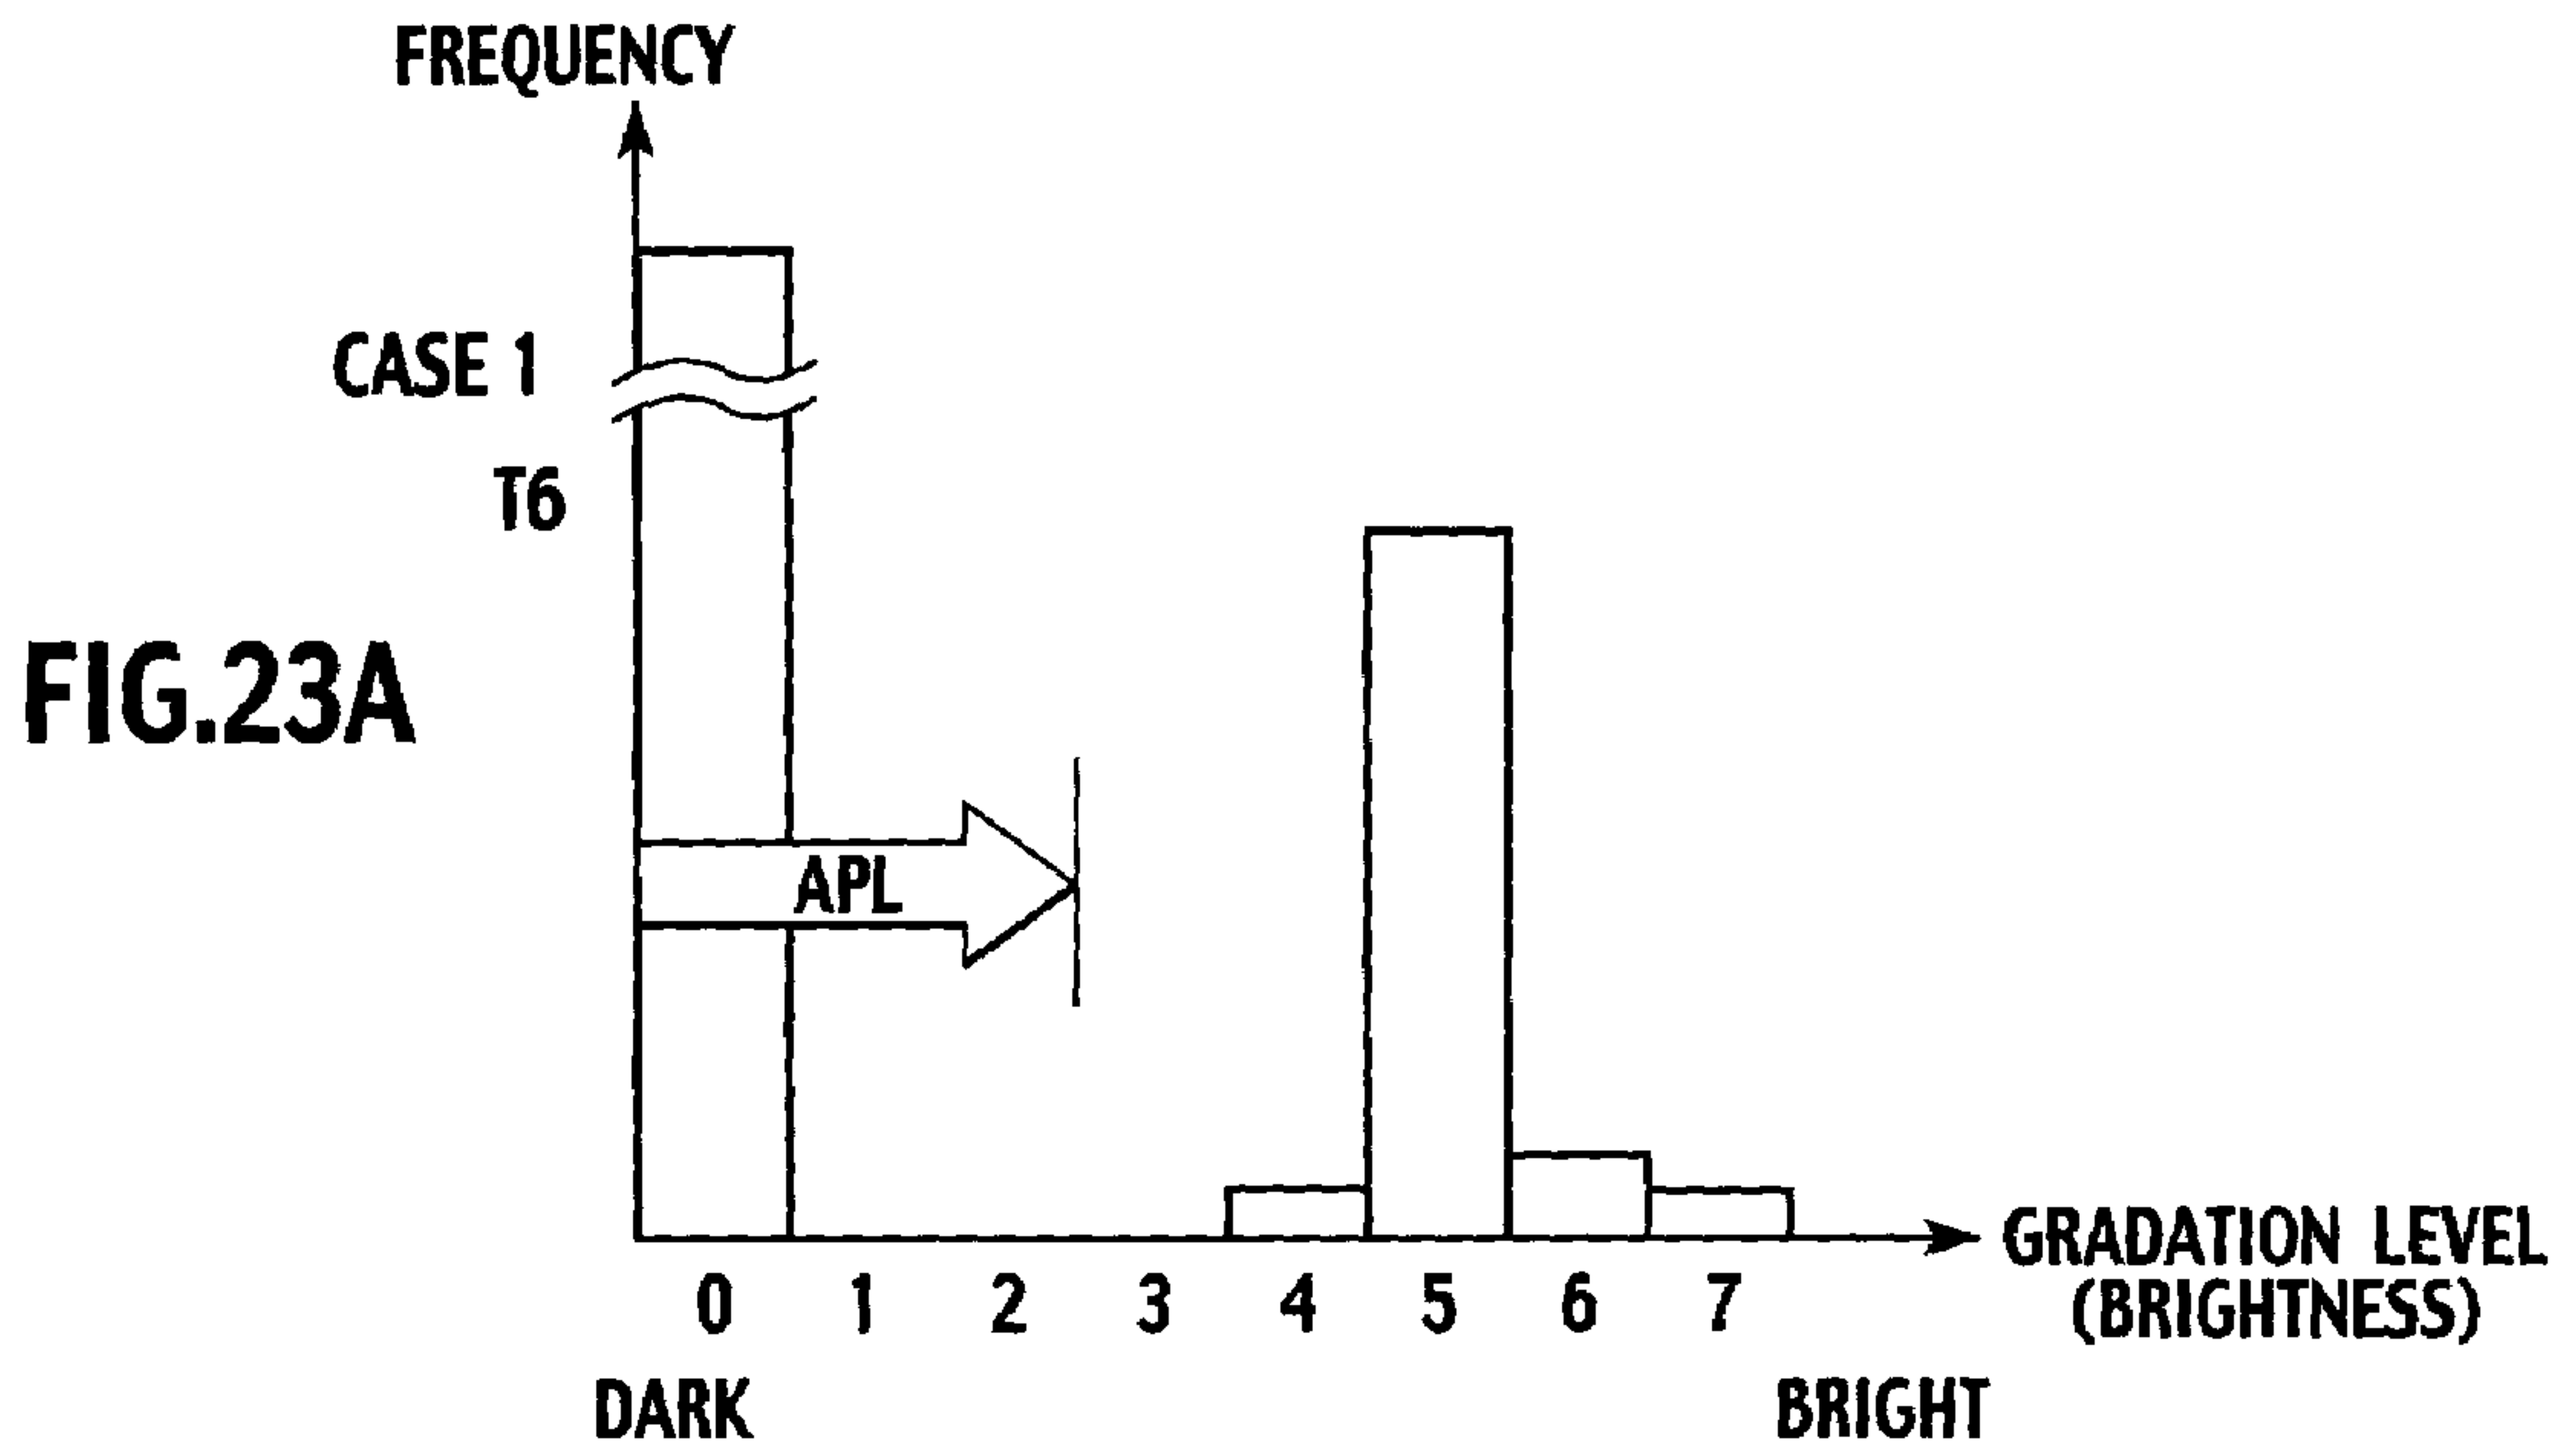 FREQUENCY
CASE 1
T6
FIG.23A
APL
0 1 2 3 4 5 6 7
GRADATION LEVEL
(BRIGHTNESS)
DARK
BRIGHT